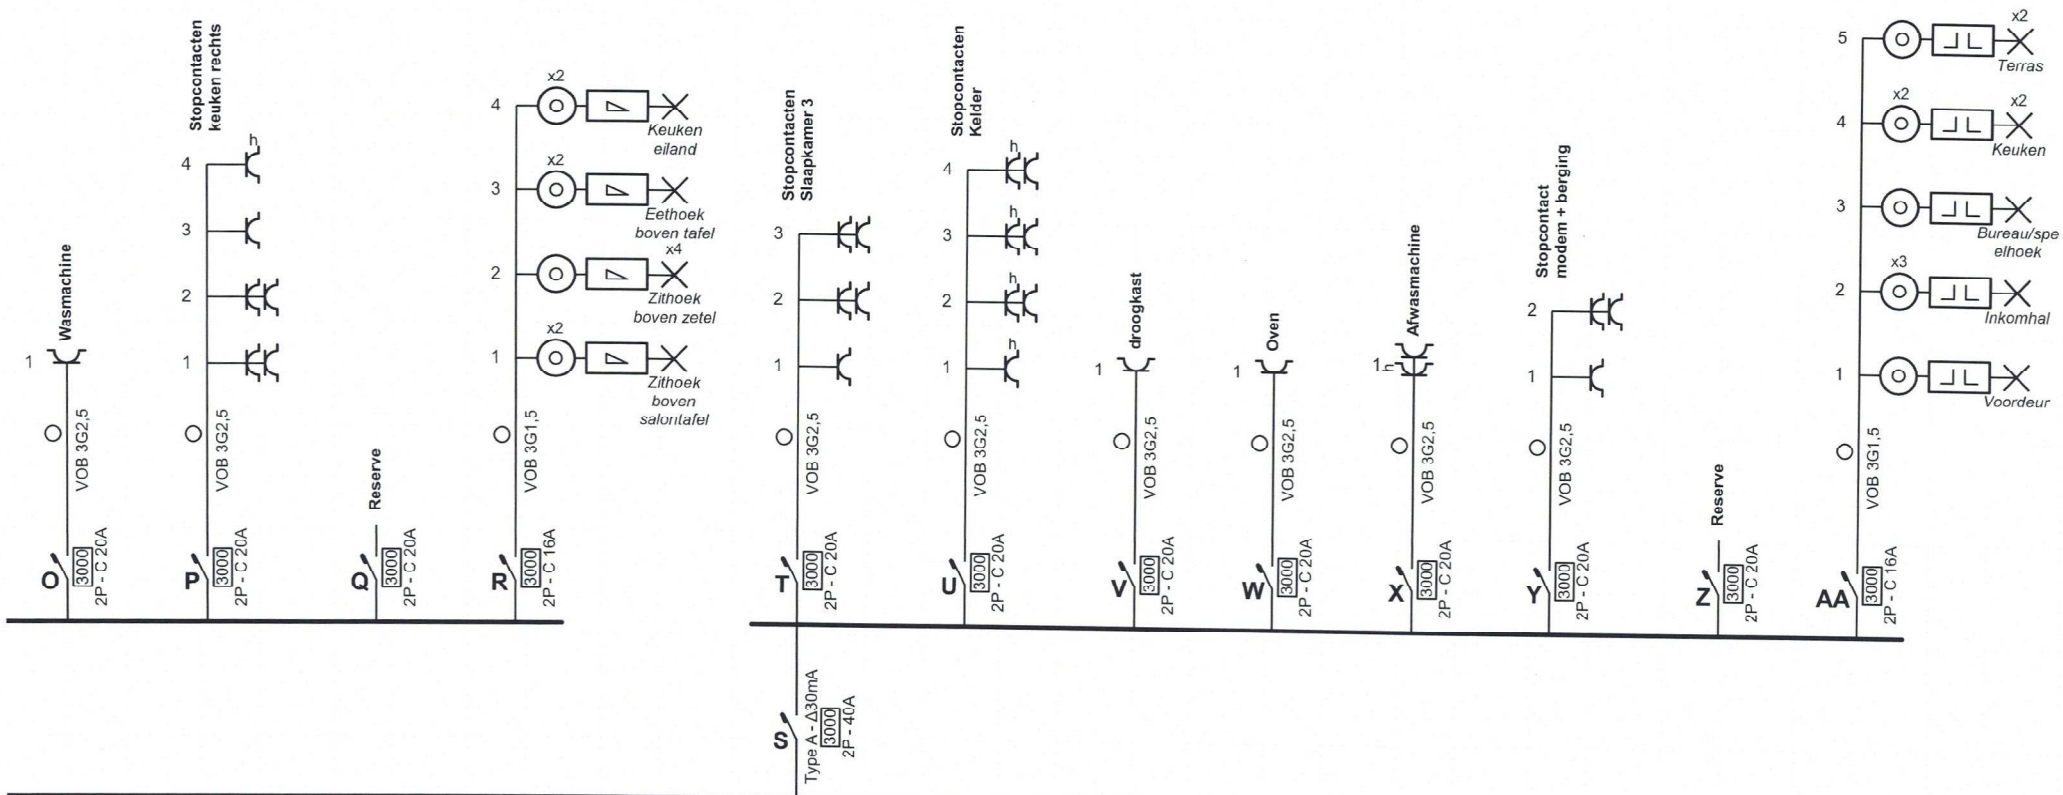 Wasmachine
1
VOB 3G2,5
O
3000
2P - C 20A
Stopcontacten
keuken rechts
h
4
3
2
1
VOB 3G2,5
P
3000
2P - C 20A
Reserve
Q
3000
2P - C 20A
x2
4
Keuken
eiland
x2
3
Eethoek
boven tafel
x4
2
Zithoek
boven zetel
x2
1
Zithoek
boven
salontafel
VOB 3G1,5
R
3000
2P - C 16A
Stopcontacten
Slaapkamer 3
3
2
1
VOB 3G2,5
T
3000
2P - C 20A
S
Type A - Δ30mA
3000
2P - 40A
Stopcontacten
Kelder
h
4
h
3
h
2
h
1
VOB 3G2,5
U
3000
2P - C 20A
droogkast
1
VOB 3G2,5
V
3000
2P - C 20A
Oven
1
VOB 3G2,5
W
3000
2P - C 20A
Afwasmachine
1
VOB 3G2,5
X
3000
2P - C 20A
Stopcontact
modem + berging
2
1
VOB 3G2,5
Y
3000
2P - C 20A
Reserve
Z
3000
2P - C 20A
x2
5
Terras
x2
x2
4
Keuken
3
Bureau/spe
elhoek
x3
2
Inkomhal
1
Voordeur
VOB 3G1,5
AA
3000
2P - C 16A